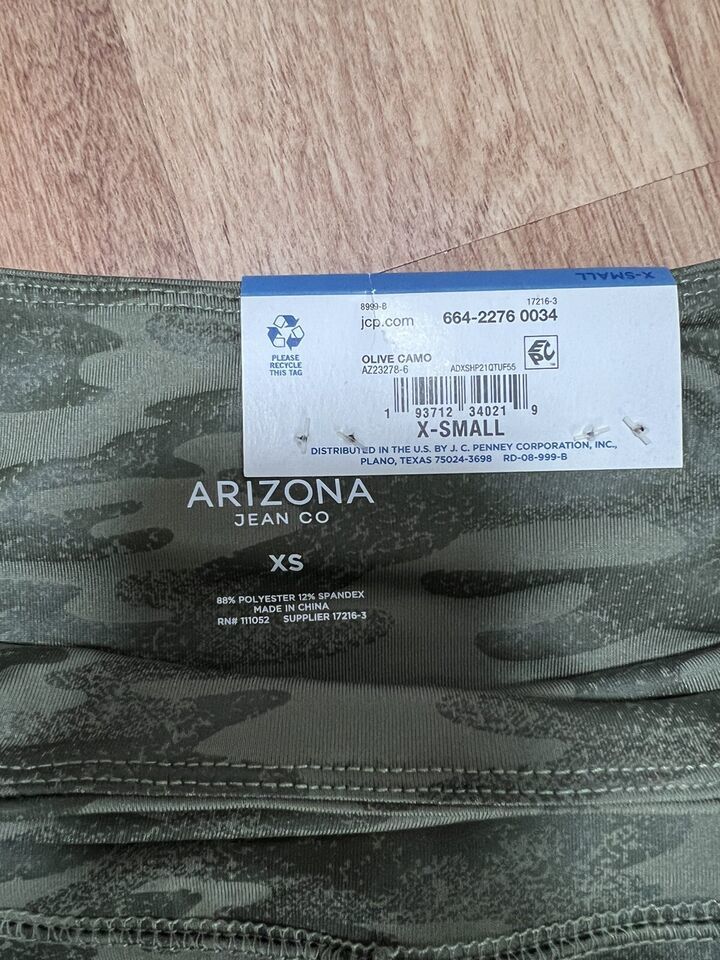 X-SMALL
8999-B 17216-3
jcp.com 664-2276 0034
PLEASE
RECYCLE
THIS TAG
OLIVE CAMO
AZ23278-6 ADXSHP21QTUF55
EPC
1 93712 34021 9
X-SMALL
DISTRIBUTED IN THE U.S. BY J. C. PENNEY CORPORATION, INC.,
PLANO, TEXAS 75024-3698 RD-08-999-B
ARIZONA
JEAN CO
XS
88% POLYESTER 12% SPANDEX
MADE IN CHINA
RN# 111052 SUPPLIER 17216-3